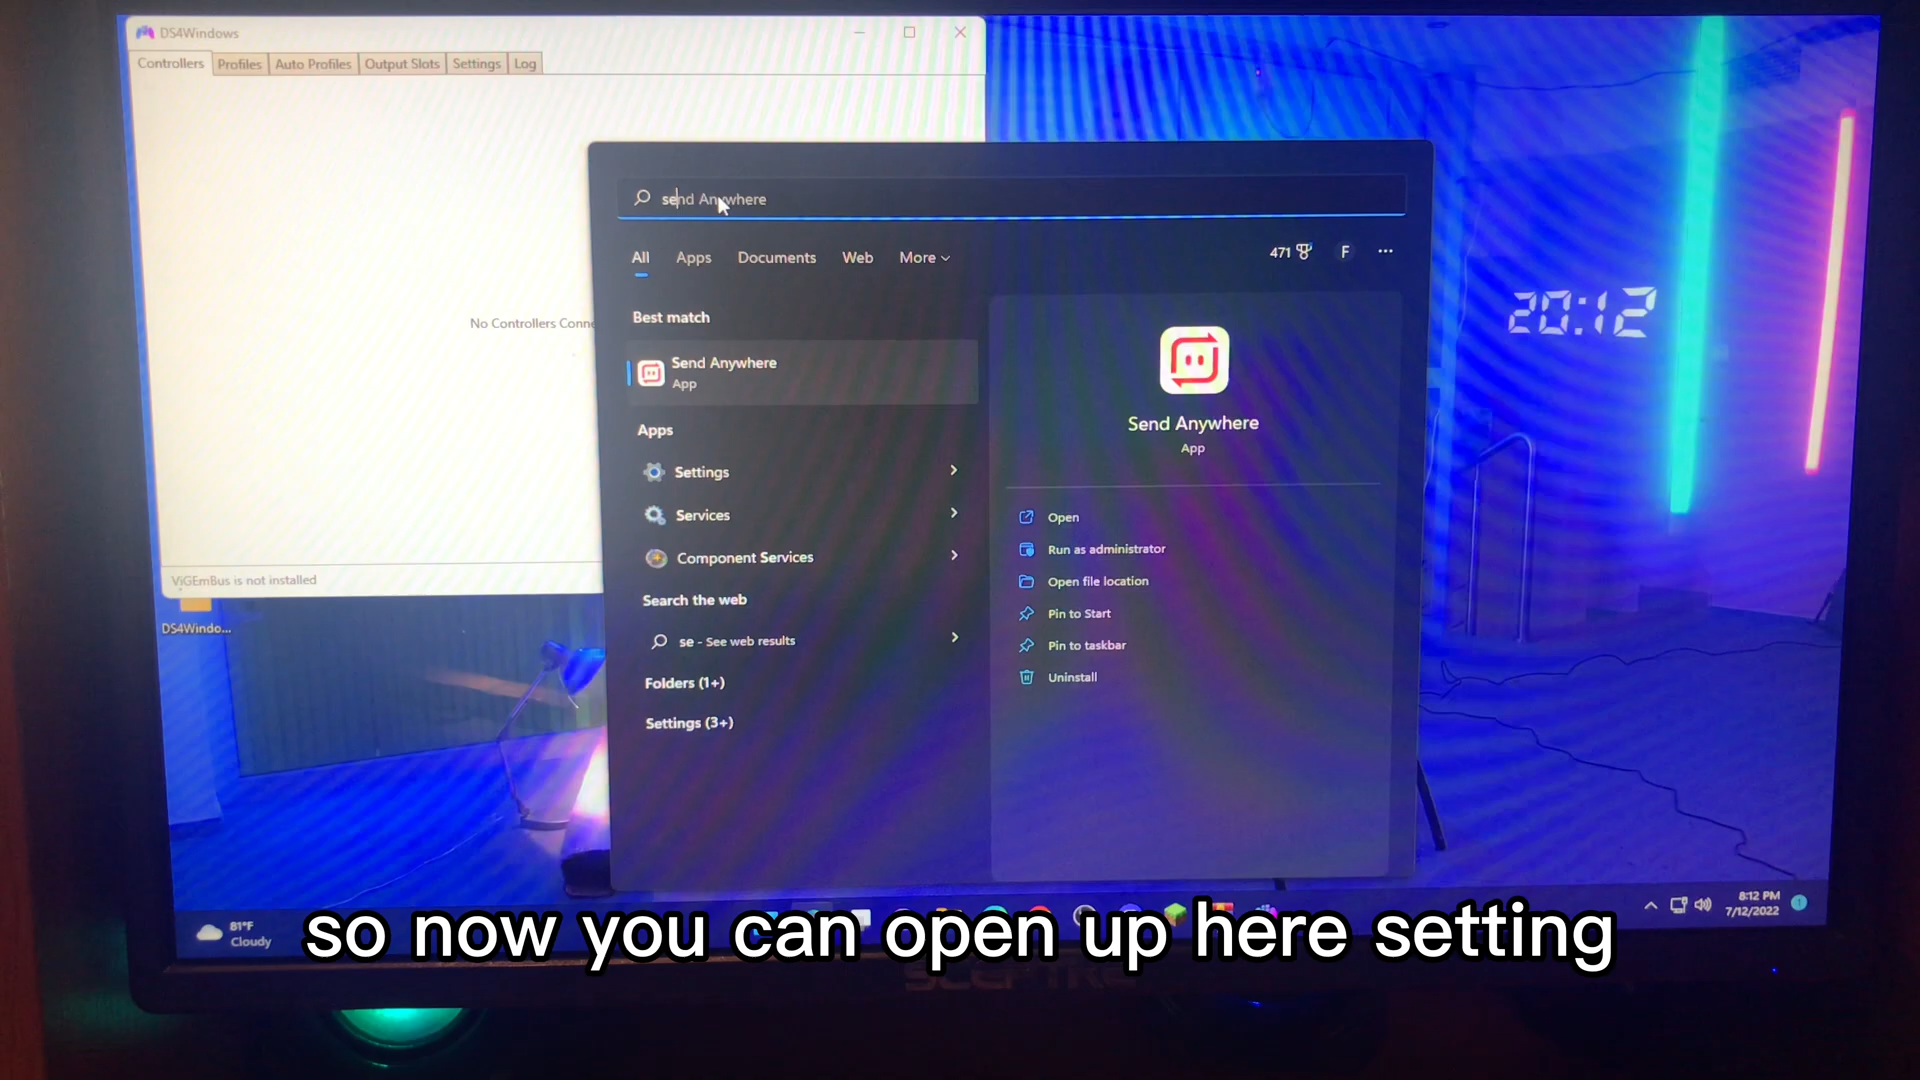 DS4Windows
Controllers Profiles Auto Profiles Output Slots Settings Log
send Anywhere
All Apps Documents Web More
471 F ...
Best match
Send Anywhere
App
Apps
Settings
Services
Component Services
Search the web
se - See web results
Folders (1+)
Settings (3+)
Send Anywhere
App
Open
Run as administrator
Open file location
Pin to Start
Pin to taskbar
Uninstall
No Controllers
ViGEmBus is not installed
DS4Windo...
20:12
81°F
Cloudy
8:12 PM
7/12/2022
1
so now you can open up here setting
SCEPTRE